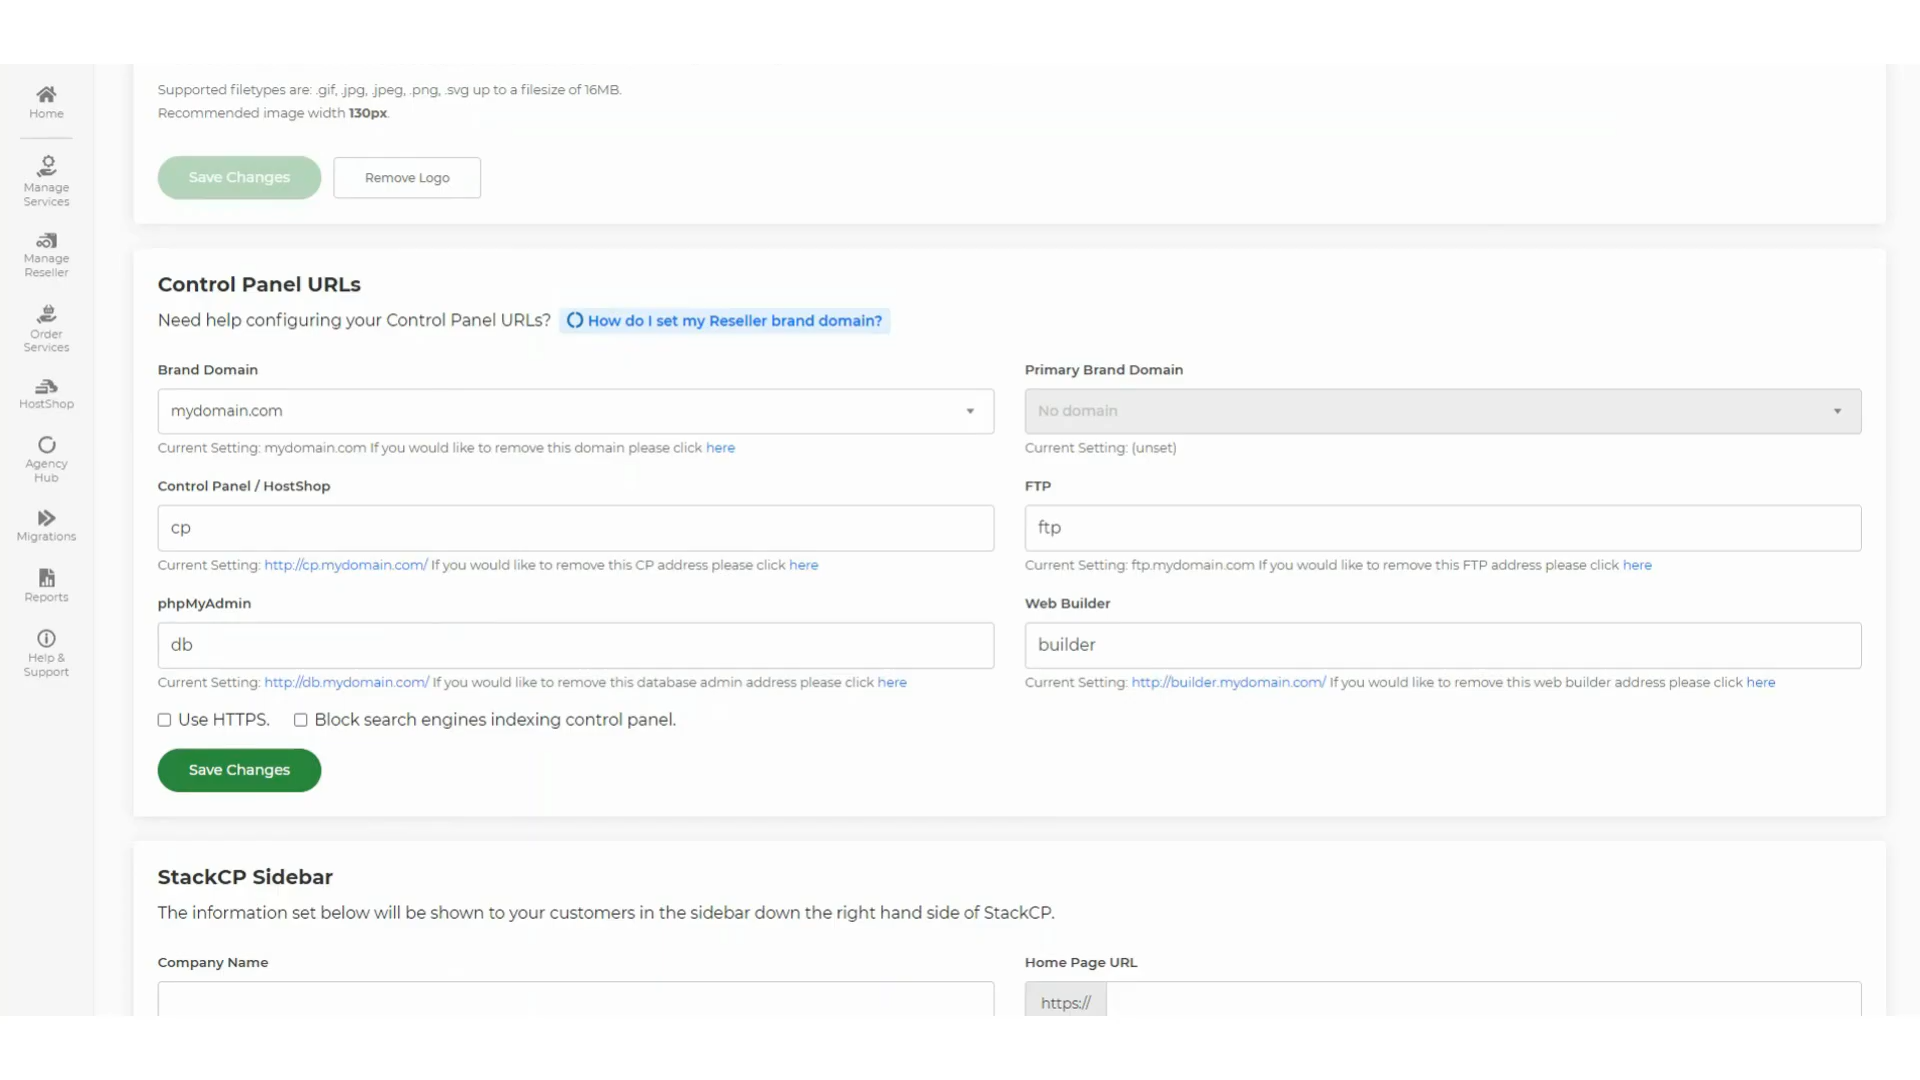 Supported filetypes are: .gif, .jpg, .jpeg, .png, .svg up to a filesize of 16MB.
Recommended image width 130px.
Save Changes
Remove Logo
Home
Manage
Services
Manage
Reseller
Order
Services
HostShop
Agency
Hub
Migrations
Reports
Help &
Support
Control Panel URLs
Need help configuring your Control Panel URLs? How do I set my Reseller brand domain?
Brand Domain
mydomain.com
Current Setting: mydomain.com If you would like to remove this domain please click here
Primary Brand Domain
No domain
Current Setting: (unset)
Control Panel / HostShop
cp
Current Setting: http://cp.mydomain.com/ If you would like to remove this CP address please click here
FTP
ftp
Current Setting: ftp.mydomain.com If you would like to remove this FTP address please click here
phpMyAdmin
db
Current Setting: http://db.mydomain.com/ If you would like to remove this database admin address please click here
Web Builder
builder
Current Setting: http://builder.mydomain.com/ If you would like to remove this web builder address please click here
Use HTTPS. Block search engines indexing control panel.
Save Changes
StackCP Sidebar
The information set below will be shown to your customers in the sidebar down the right hand side of StackCP.
Company Name
Home Page URL
https://